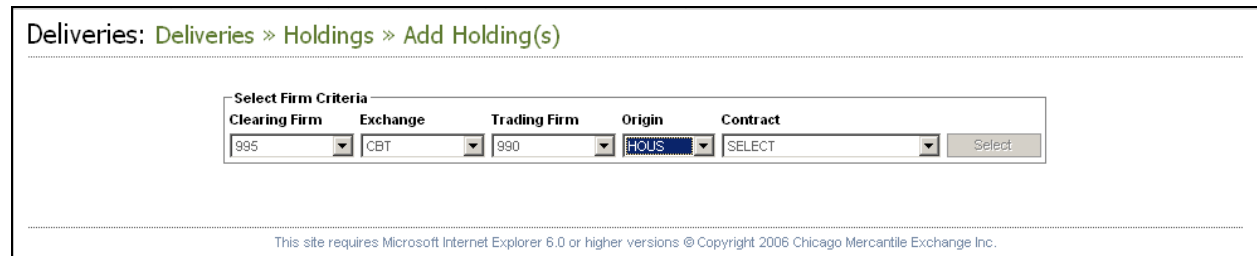 Deliveries: Deliveries » Holdings » Add Holding(s)
Select Firm Criteria
Clearing Firm Exchange Trading Firm Origin Contract
995 CBT 990 HOUS SELECT Select
This site requires Microsoft Internet Explorer 6.0 or higher versions © Copyright 2006 Chicago Mercantile Exchange Inc.